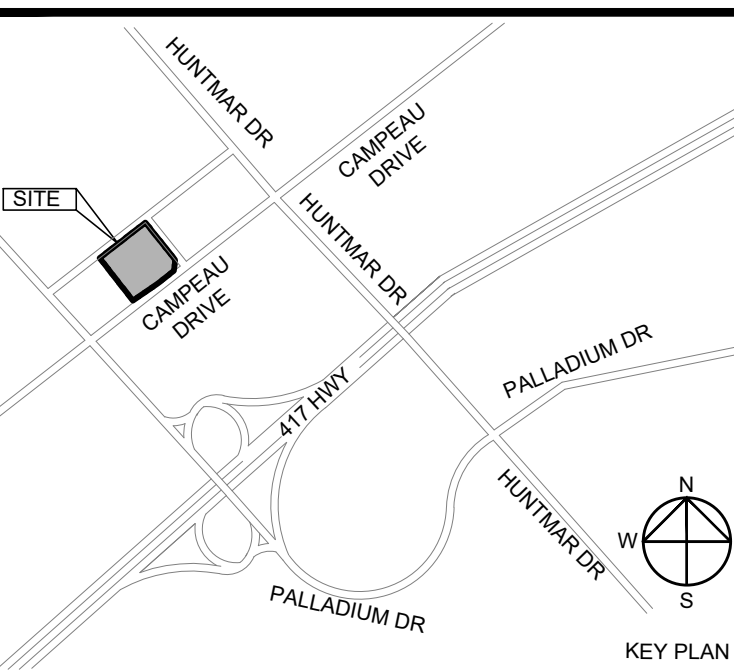 HUNTMAR DR
CAMPEAU
DRIVE
SITE
HUNTMAR DR
CAMPEAU
DRIVE
PALLADIUM DR
417 HWY
HUNTMAR DR
N
W
S
PALLADIUM DR
KEY PLAN